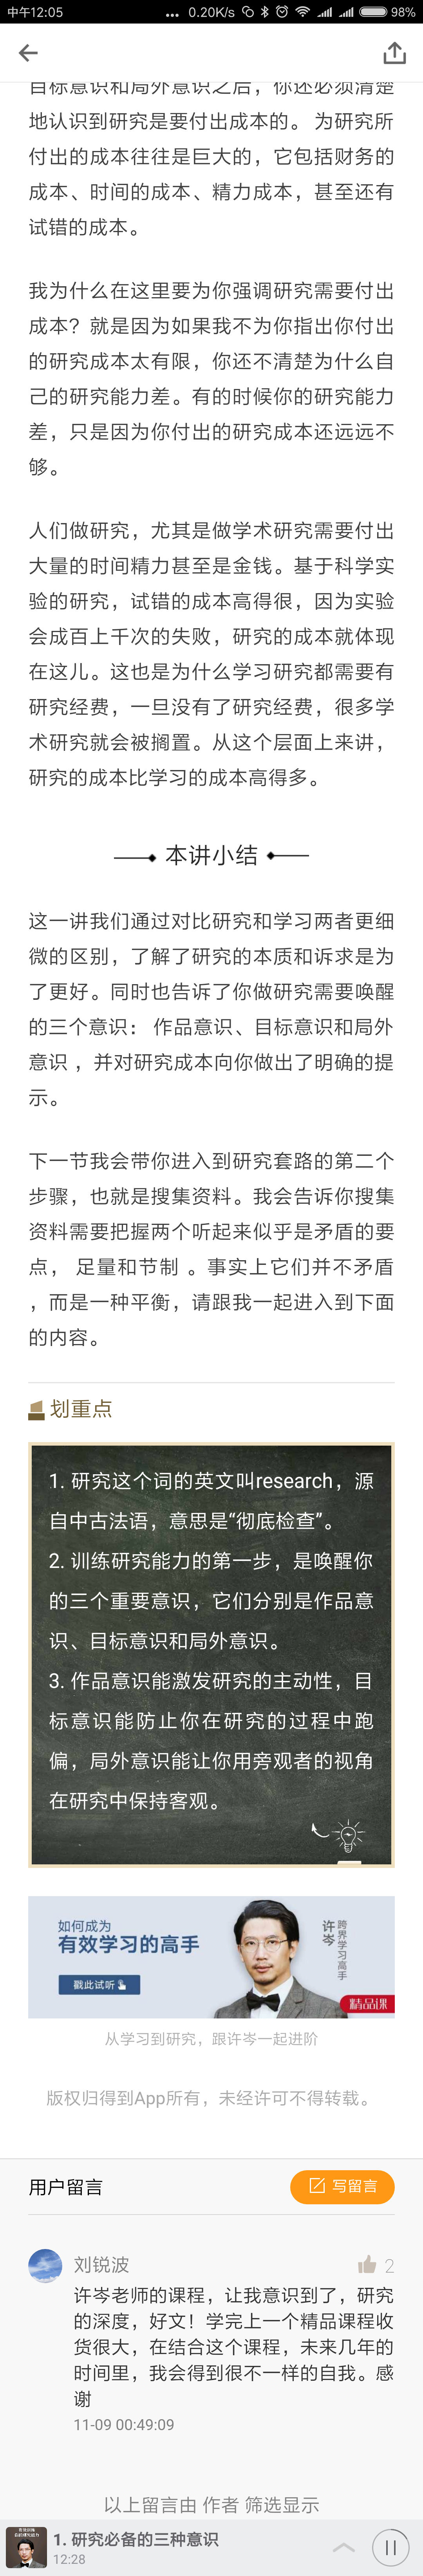 中午12:05 ... 0.20K/s 98%
目标意识和局外意识之后，你还必须清楚
地认识到研究是要付出成本的。 为研究所
付出的成本往往是巨大的，它包括财务的
成本、时间的成本、精力成本，甚至还有
试错的成本。
我为什么在这里要为你强调研究需要付出
成本？就是因为如果我不为你指出你付出
的研究成本太有限，你还不清楚为什么自
己的研究能力差。有的时候你的研究能力
差，只是因为你付出的研究成本还远远不
够。
人们做研究，尤其是做学术研究需要付出
大量的时间精力甚至是金钱。基于科学实
验的研究，试错的成本高得很，因为实验
会成百上千次的失败，研究的成本就体现
在这儿。这也是为什么学习研究都需要有
研究经费，一旦没有了研究经费，很多学
术研究就会被搁置。从这个层面上来讲，
研究的成本比学习的成本高得多。
本讲小结
这一讲我们通过对比研究和学习两者更细
微的区别，了解了研究的本质和诉求是为
了更好。同时也告诉了你做研究需要唤醒
的三个意识： 作品意识、目标意识和局外
意识 ，并对研究成本向你做出了明确的提
示。
下一节我会带你进入到研究套路的第二个
步骤，也就是搜集资料。我会告诉你搜集
资料需要把握两个听起来似乎是矛盾的要
点， 足量和节制 。事实上它们并不矛盾
，而是一种平衡，请跟我一起进入到下面
的内容。
划重点
1. 研究这个词的英文叫research，源
自中古法语，意思是“彻底检查”。
2. 训练研究能力的第一步，是唤醒你
的三个重要意识，它们分别是作品意
识、目标意识和局外意识。
3. 作品意识能激发研究的主动性，目
标意识能防止你在研究的过程中跑
偏，局外意识能让你用旁观者的视角
在研究中保持客观。
如何成为
有效学习的高手
戳此试听
许岑
跨界学习高手
精品课
从学习到研究，跟许岑一起进阶
版权归得到App所有，未经许可不得转载。
用户留言
写留言
刘锐波 2
许岑老师的课程，让我意识到了，研究
的深度，好文！学完上一个精品课程收
货很大，在结合这个课程，未来几年的
时间里，我会得到很不一样的自我。感
谢
11-09 00:49:09
以上留言由 作者 筛选显示
1. 研究必备的三种意识
12:28